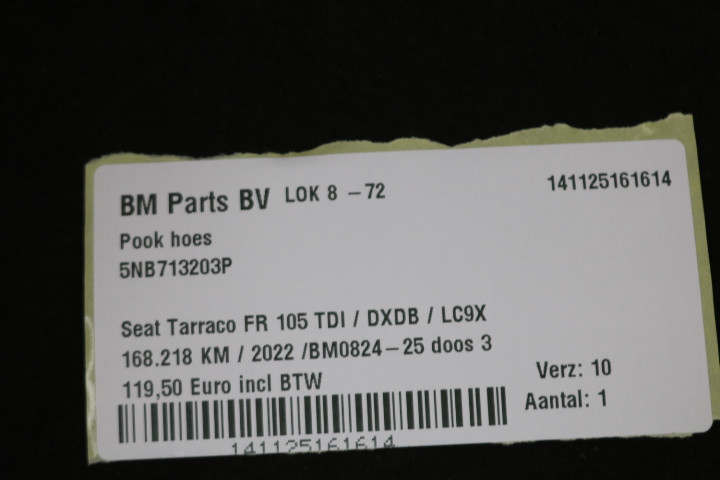 BM Parts BV LOK 8 -72 141125161614
Pook hoes
5NB713203P
Seat Tarraco FR 105 TDI / DXDB / LC9X
168.218 KM / 2022 /BM0824-25 doos 3
119,50 Euro incl BTW
Verz: 10
Aantal: 1
141125161614